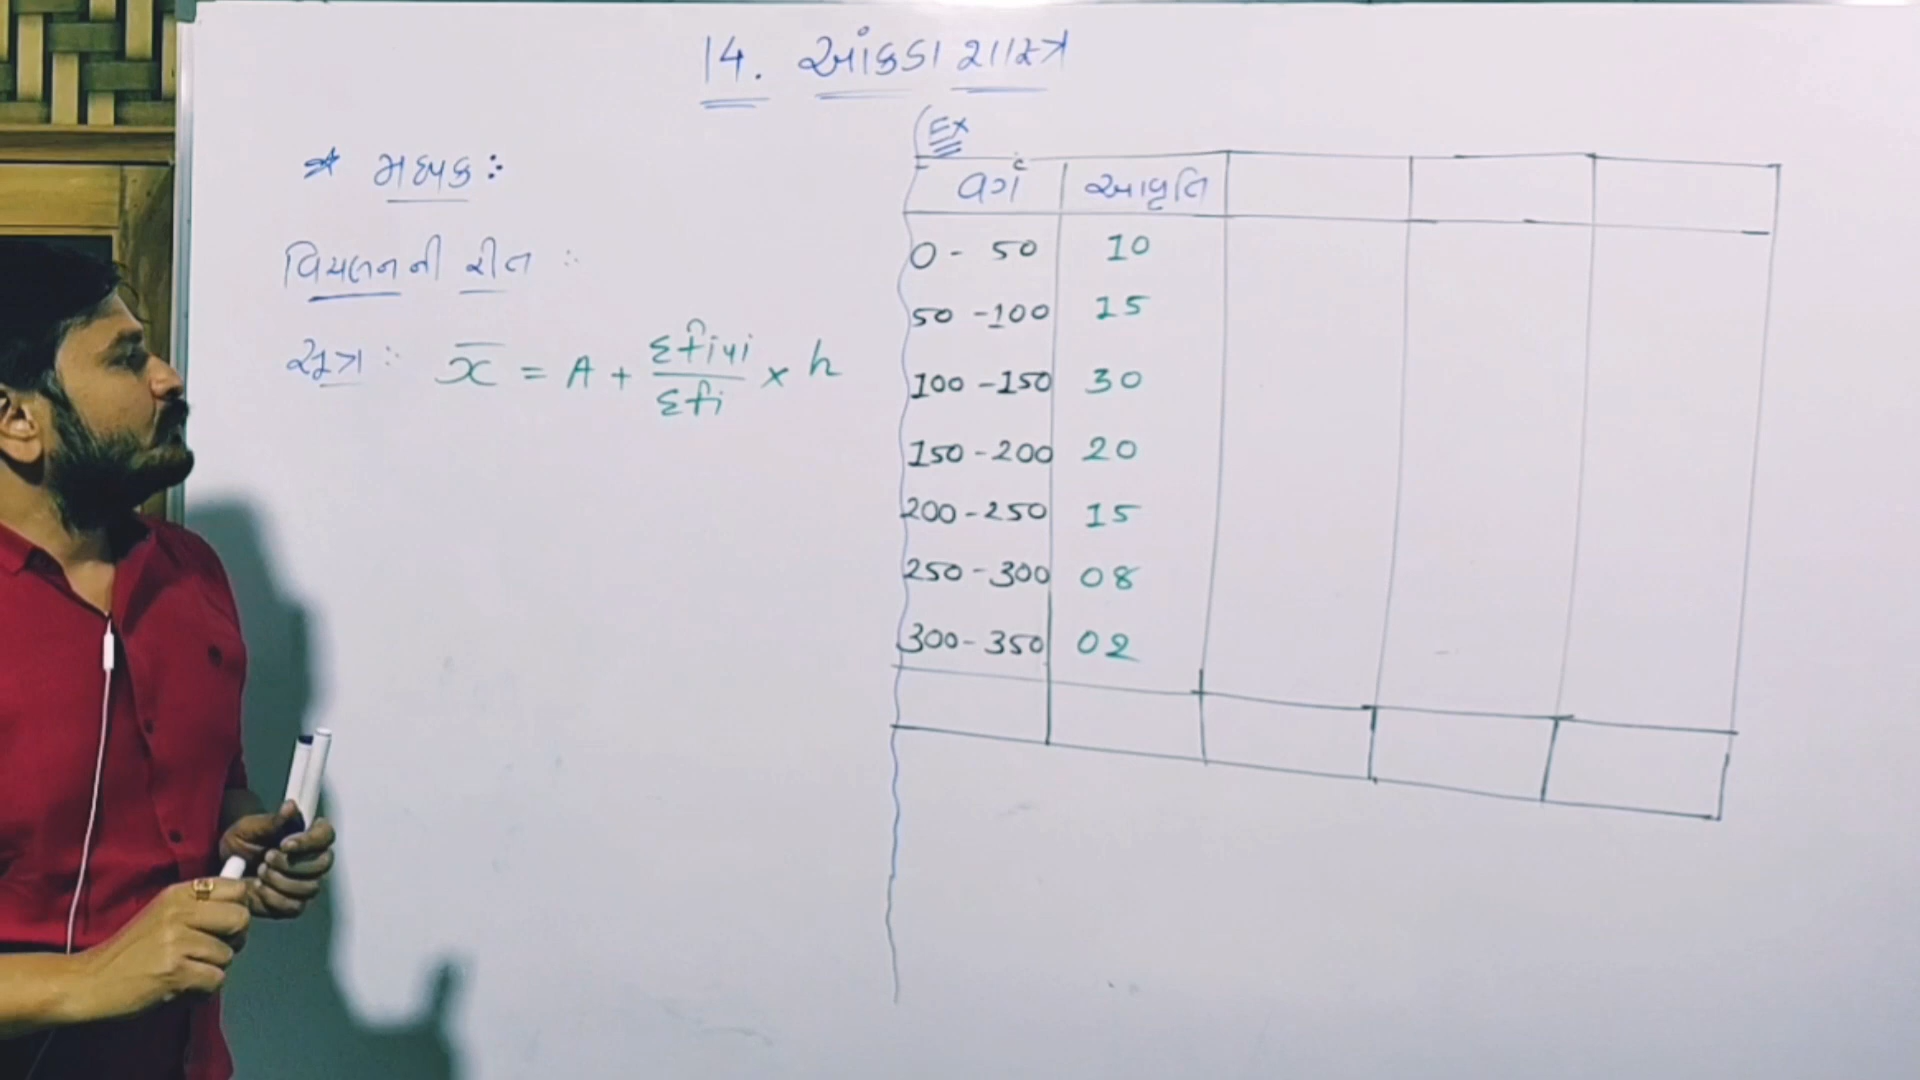 14. આંકડાશાસ્ત્ર
* મધ્યક :
વિચલનની રીત :
સૂત્ર : x̄ = A + Σfiui / Σfi × h
Ex
વર્ગ આવૃતિ
0 - 50 10
50 - 100 15
100 - 150 30
150 - 200 20
200 - 250 15
250 - 300 08
300 - 350 02